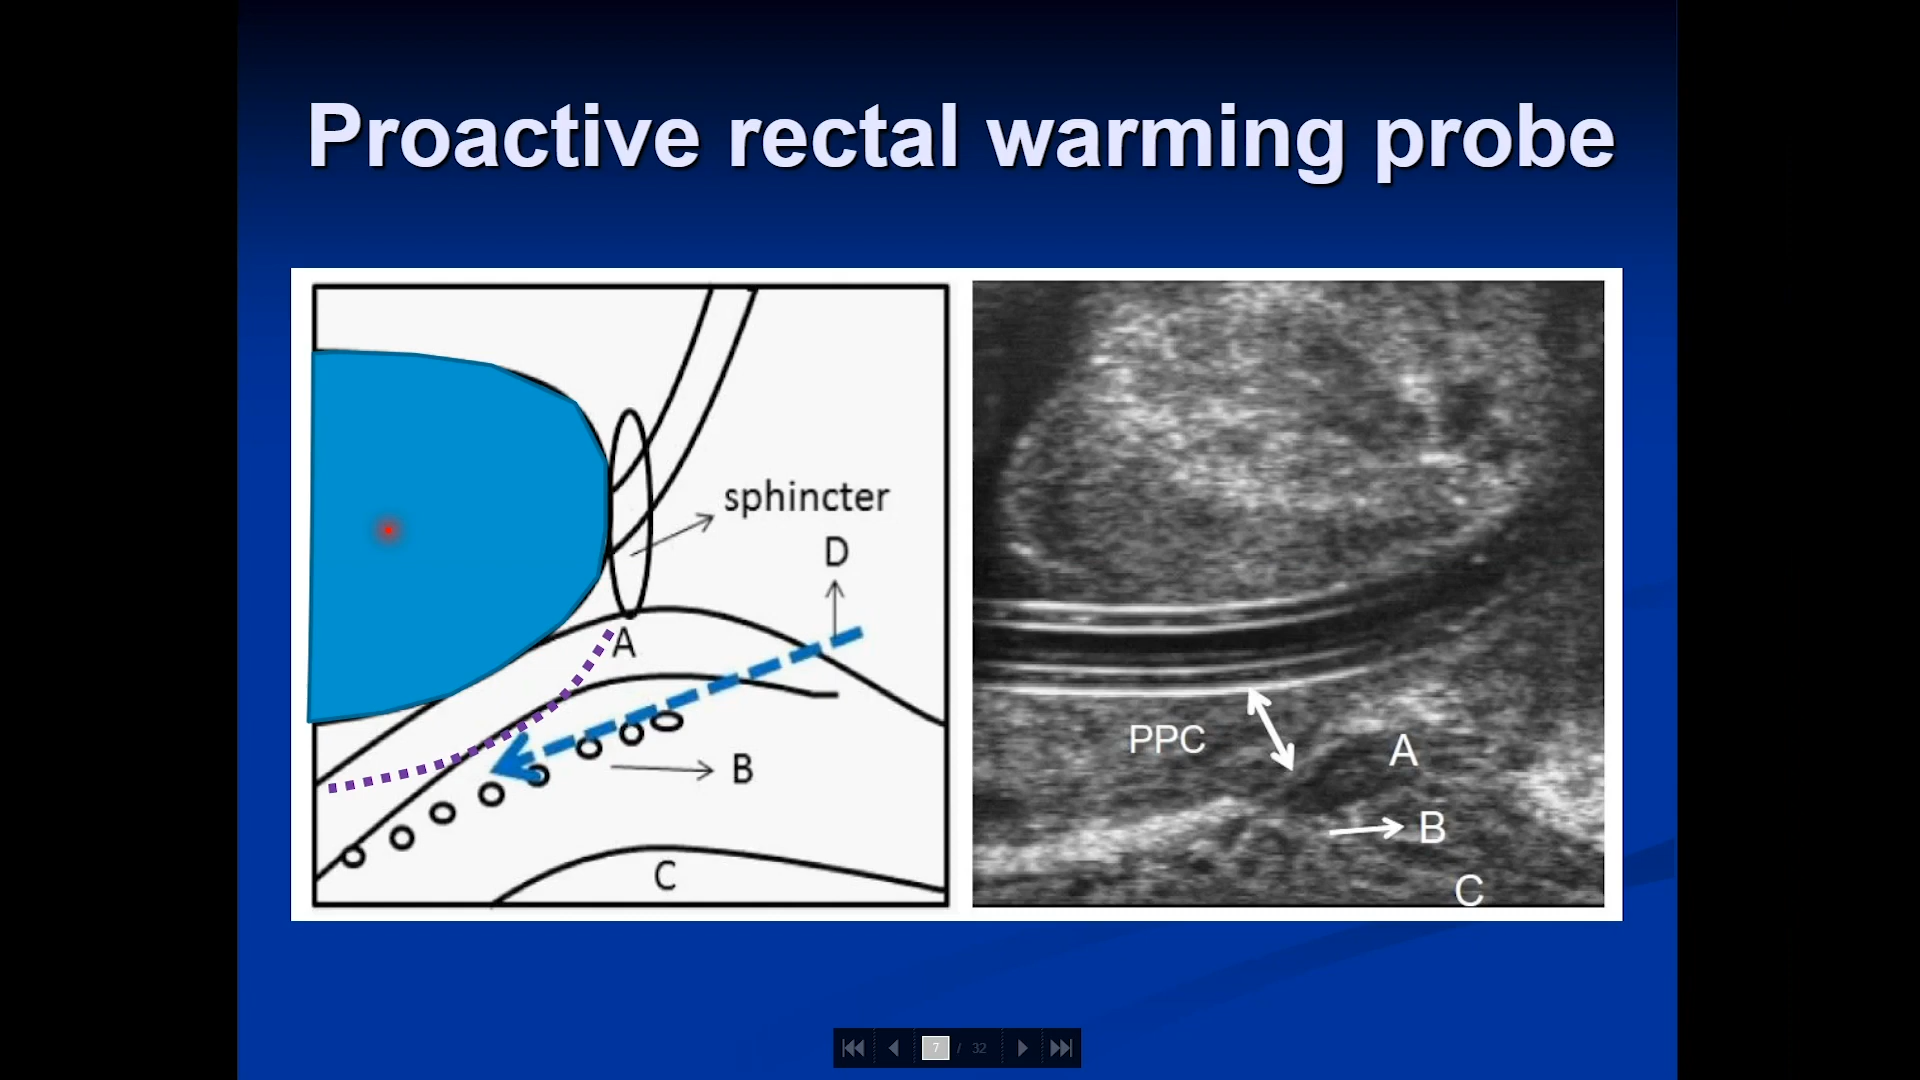 Proactive rectal warming probe
sphincter
D
A
B
C
PPC
A
B
C
7 / 32